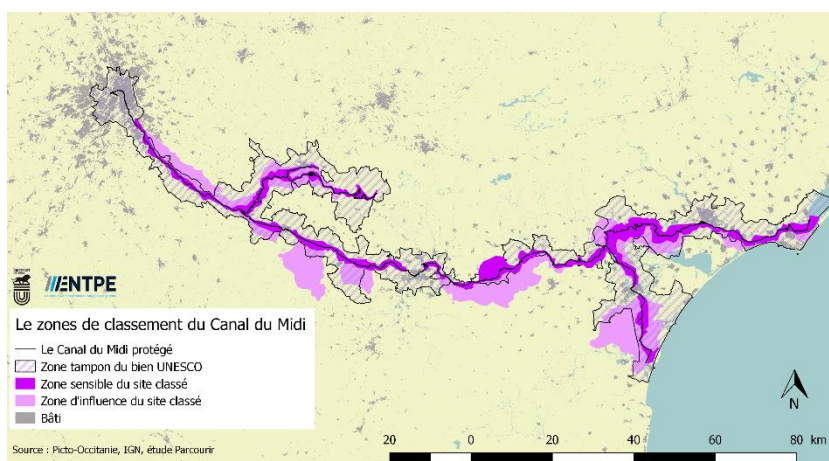 ENTPE
Le zones de classement du Canal du Midi
Le Canal du Midi protégé
Zone tampon du bien UNESCO
Zone sensible du site classé
Zone d'influence du site classé
Bâti
Source : Picto-Occitanie, IGN, étude Parcourir
N
20 0 20 40 60 80 km